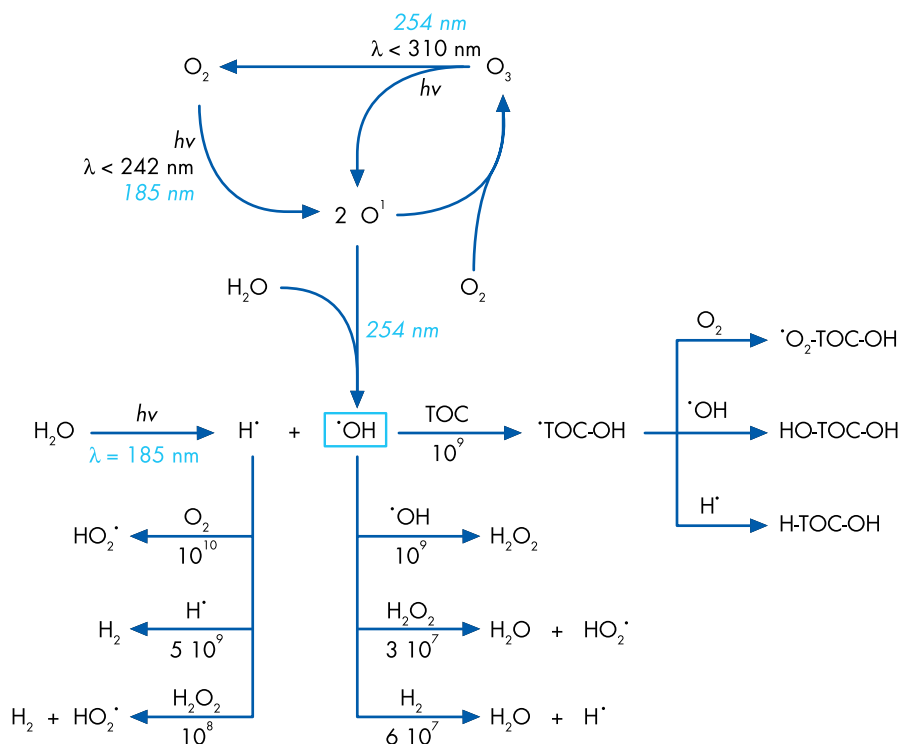 254 nm
λ < 310 nm
O₂
O₃
hν
hν
λ < 242 nm
185 nm
2 O¹
H₂O
O₂
254 nm
O₂
˙O₂-TOC-OH
hν
TOC
˙OH
H₂O
H˙ + ˙OH
˙TOC-OH
HO-TOC-OH
λ = 185 nm
10⁹
H˙
O₂
˙OH
H-TOC-OH
HO₂˙
H₂O₂
10¹⁰
10⁹
H˙
H₂O₂
H₂
H₂O + HO₂˙
5 10⁹
3 10⁷
H₂O₂
H₂
H₂ + HO₂˙
H₂O + H˙
10⁸
6 10⁷